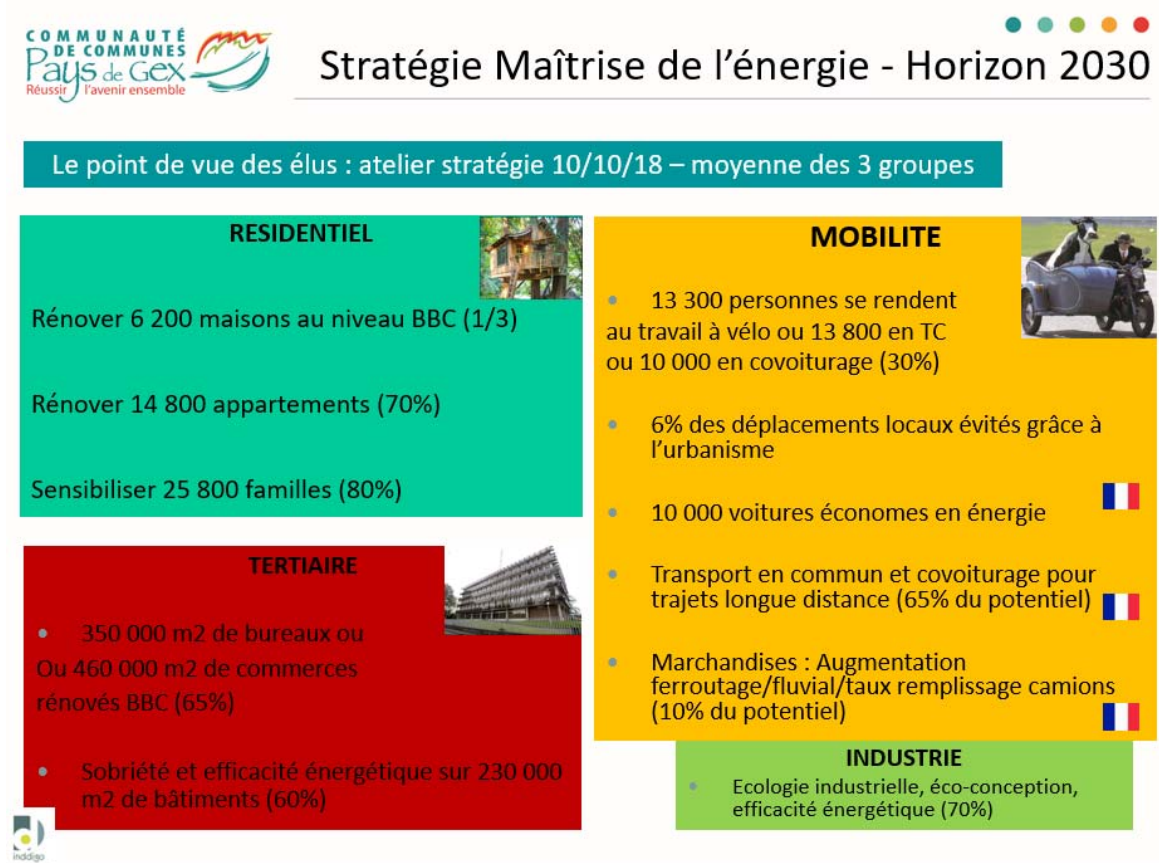 COMMUNAUTÉ
DE COMMUNES
Pays de Gex
Réussir l'avenir ensemble
Stratégie Maîtrise de l'énergie - Horizon 2030
Le point de vue des élus : atelier stratégie 10/10/18 – moyenne des 3 groupes
RESIDENTIEL
Rénover 6 200 maisons au niveau BBC (1/3)
Rénover 14 800 appartements (70%)
Sensibiliser 25 800 familles (80%)
TERTIAIRE
• 350 000 m2 de bureaux ou
Ou 460 000 m2 de commerces
rénovés BBC (65%)
• Sobriété et efficacité énergétique sur 230 000
m2 de bâtiments (60%)
MOBILITE
• 13 300 personnes se rendent
au travail à vélo ou 13 800 en TC
ou 10 000 en covoiturage (30%)
• 6% des déplacements locaux évités grâce à
l'urbanisme
• 10 000 voitures économes en énergie
• Transport en commun et covoiturage pour
trajets longue distance (65% du potentiel)
• Marchandises : Augmentation
ferroutage/fluvial/taux remplissage camions
(10% du potentiel)
INDUSTRIE
• Ecologie industrielle, éco-conception,
efficacité énergétique (70%)
inddigo